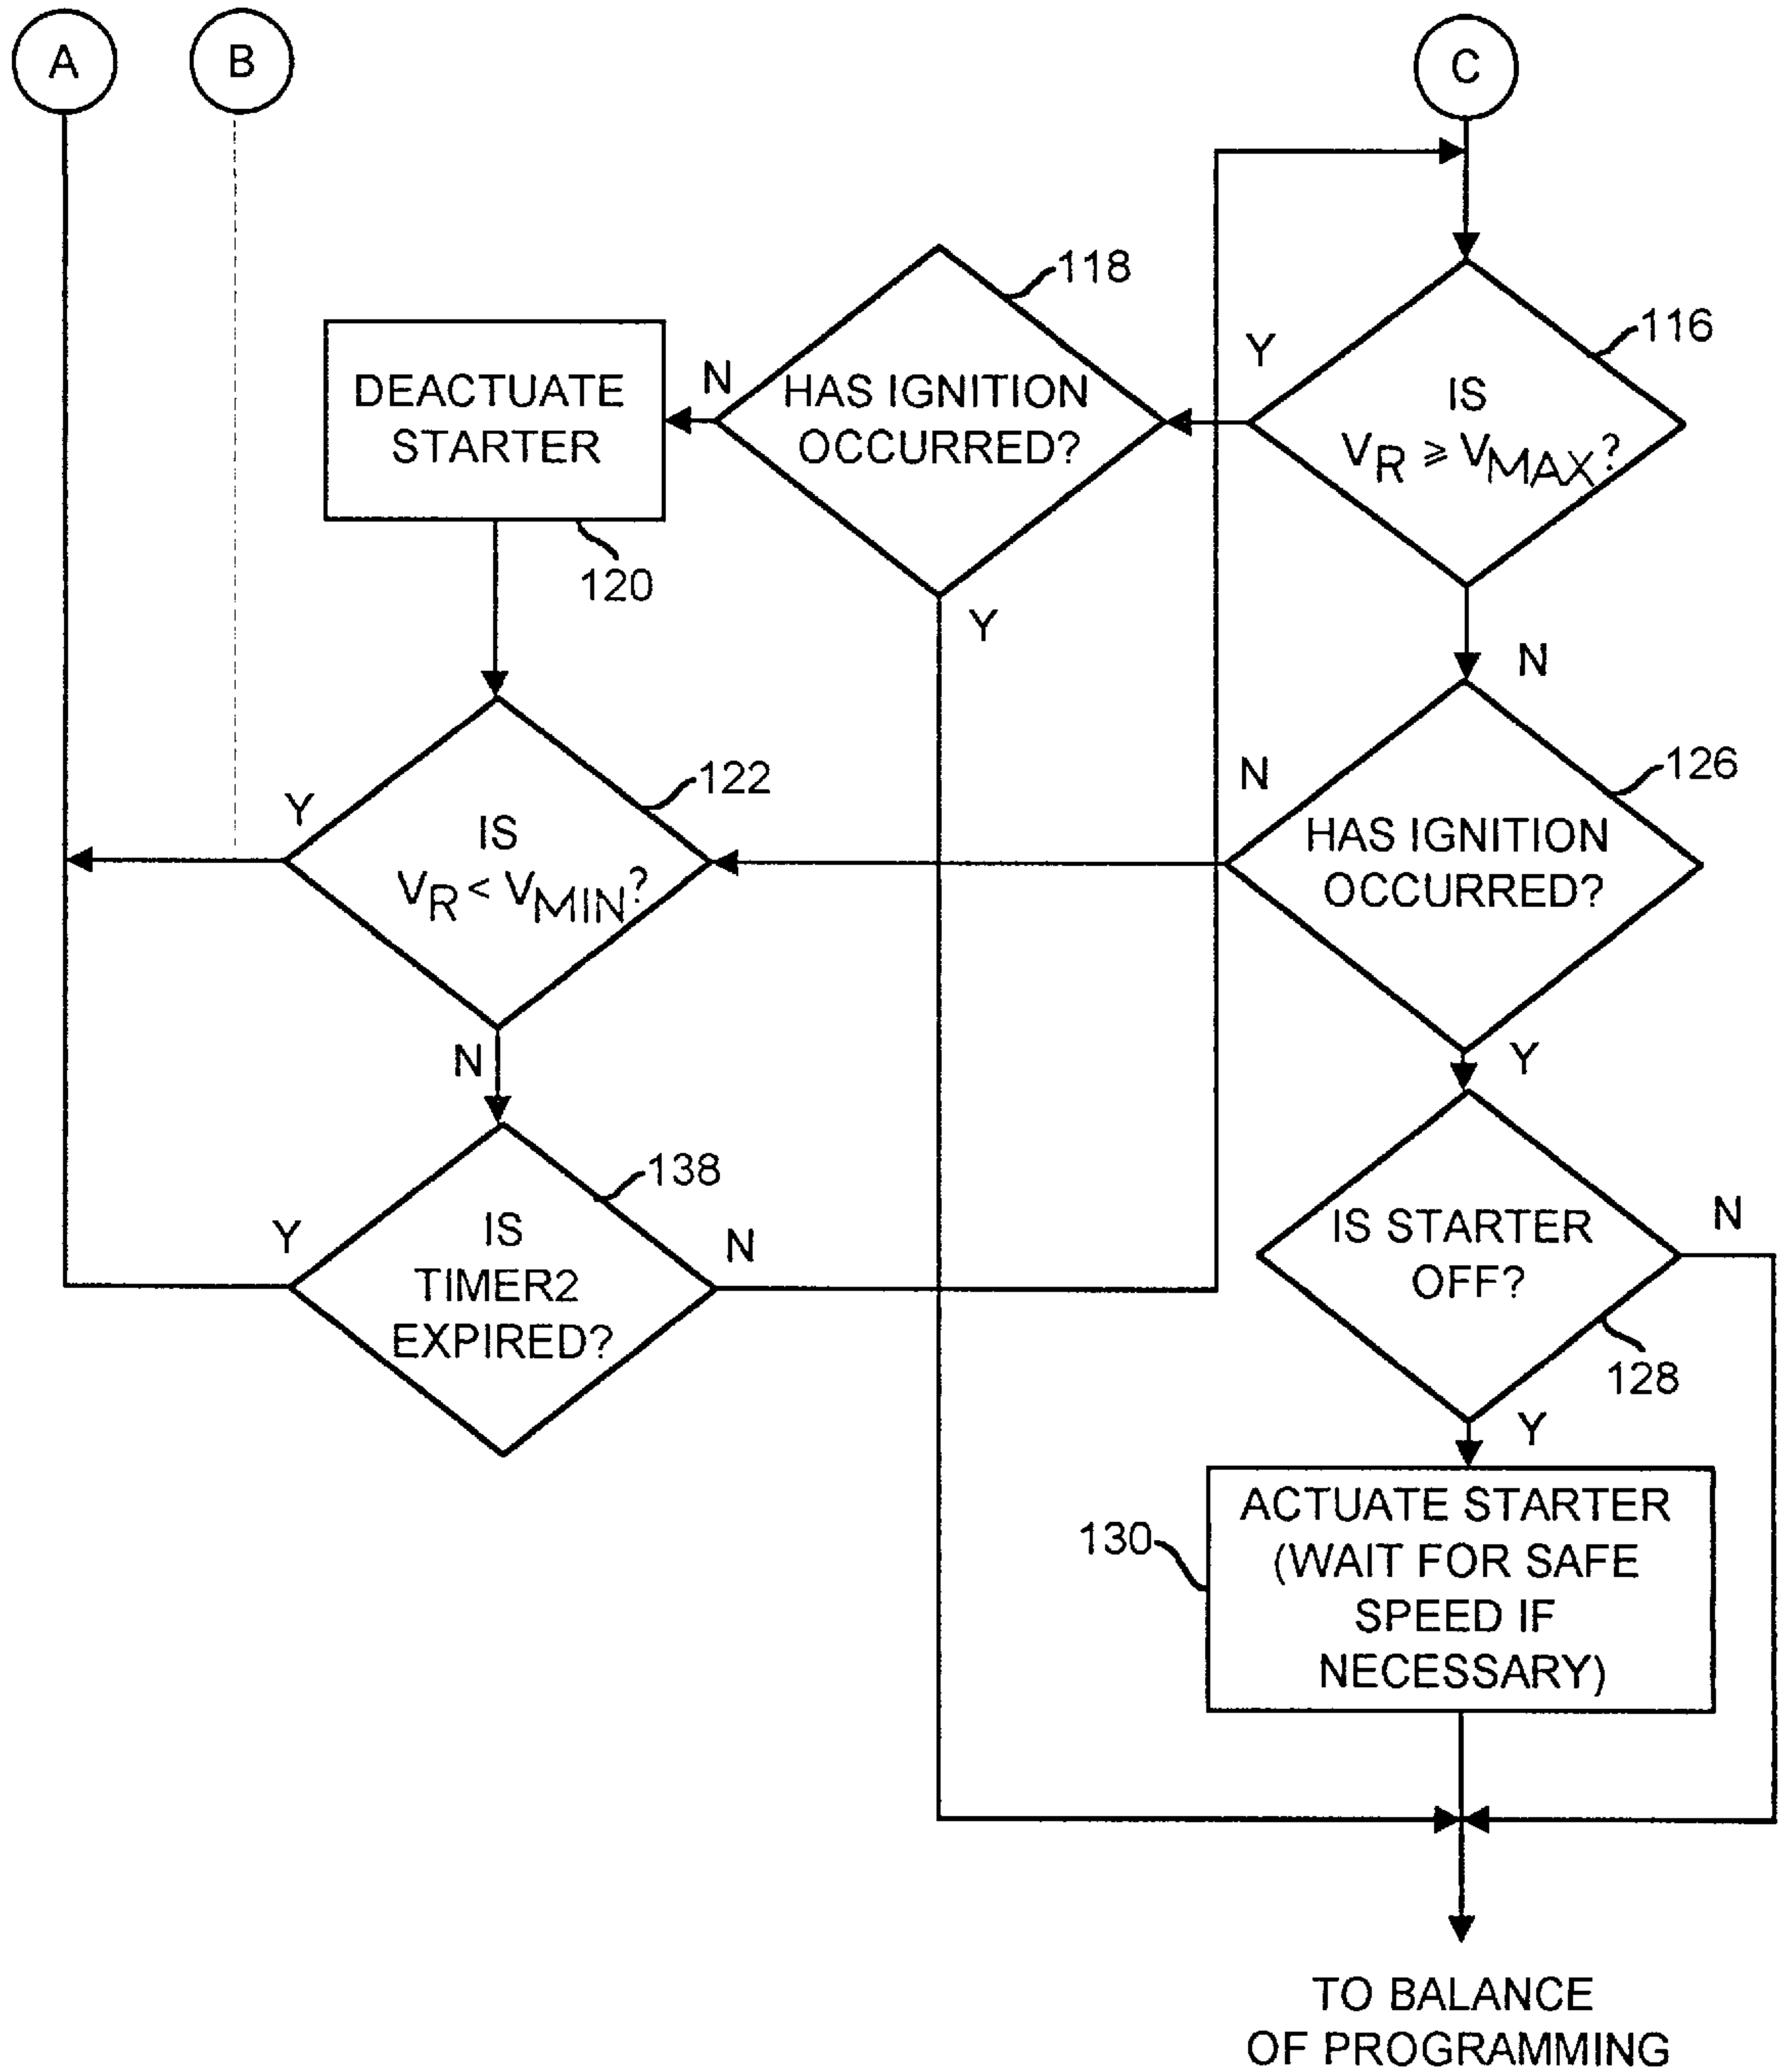 A
B
C
118
116
Y
N
DEACTUATE
STARTER
HAS IGNITION
OCCURRED?
IS
VR ⩾ VMAX?
120
Y
N
122
126
Y
N
IS
VR < VMIN?
HAS IGNITION
OCCURRED?
N
Y
138
Y
N
N
IS
TIMER2
EXPIRED?
IS STARTER
OFF?
128
Y
ACTUATE STARTER
(WAIT FOR SAFE
SPEED IF
NECESSARY)
130
TO BALANCE
OF PROGRAMMING